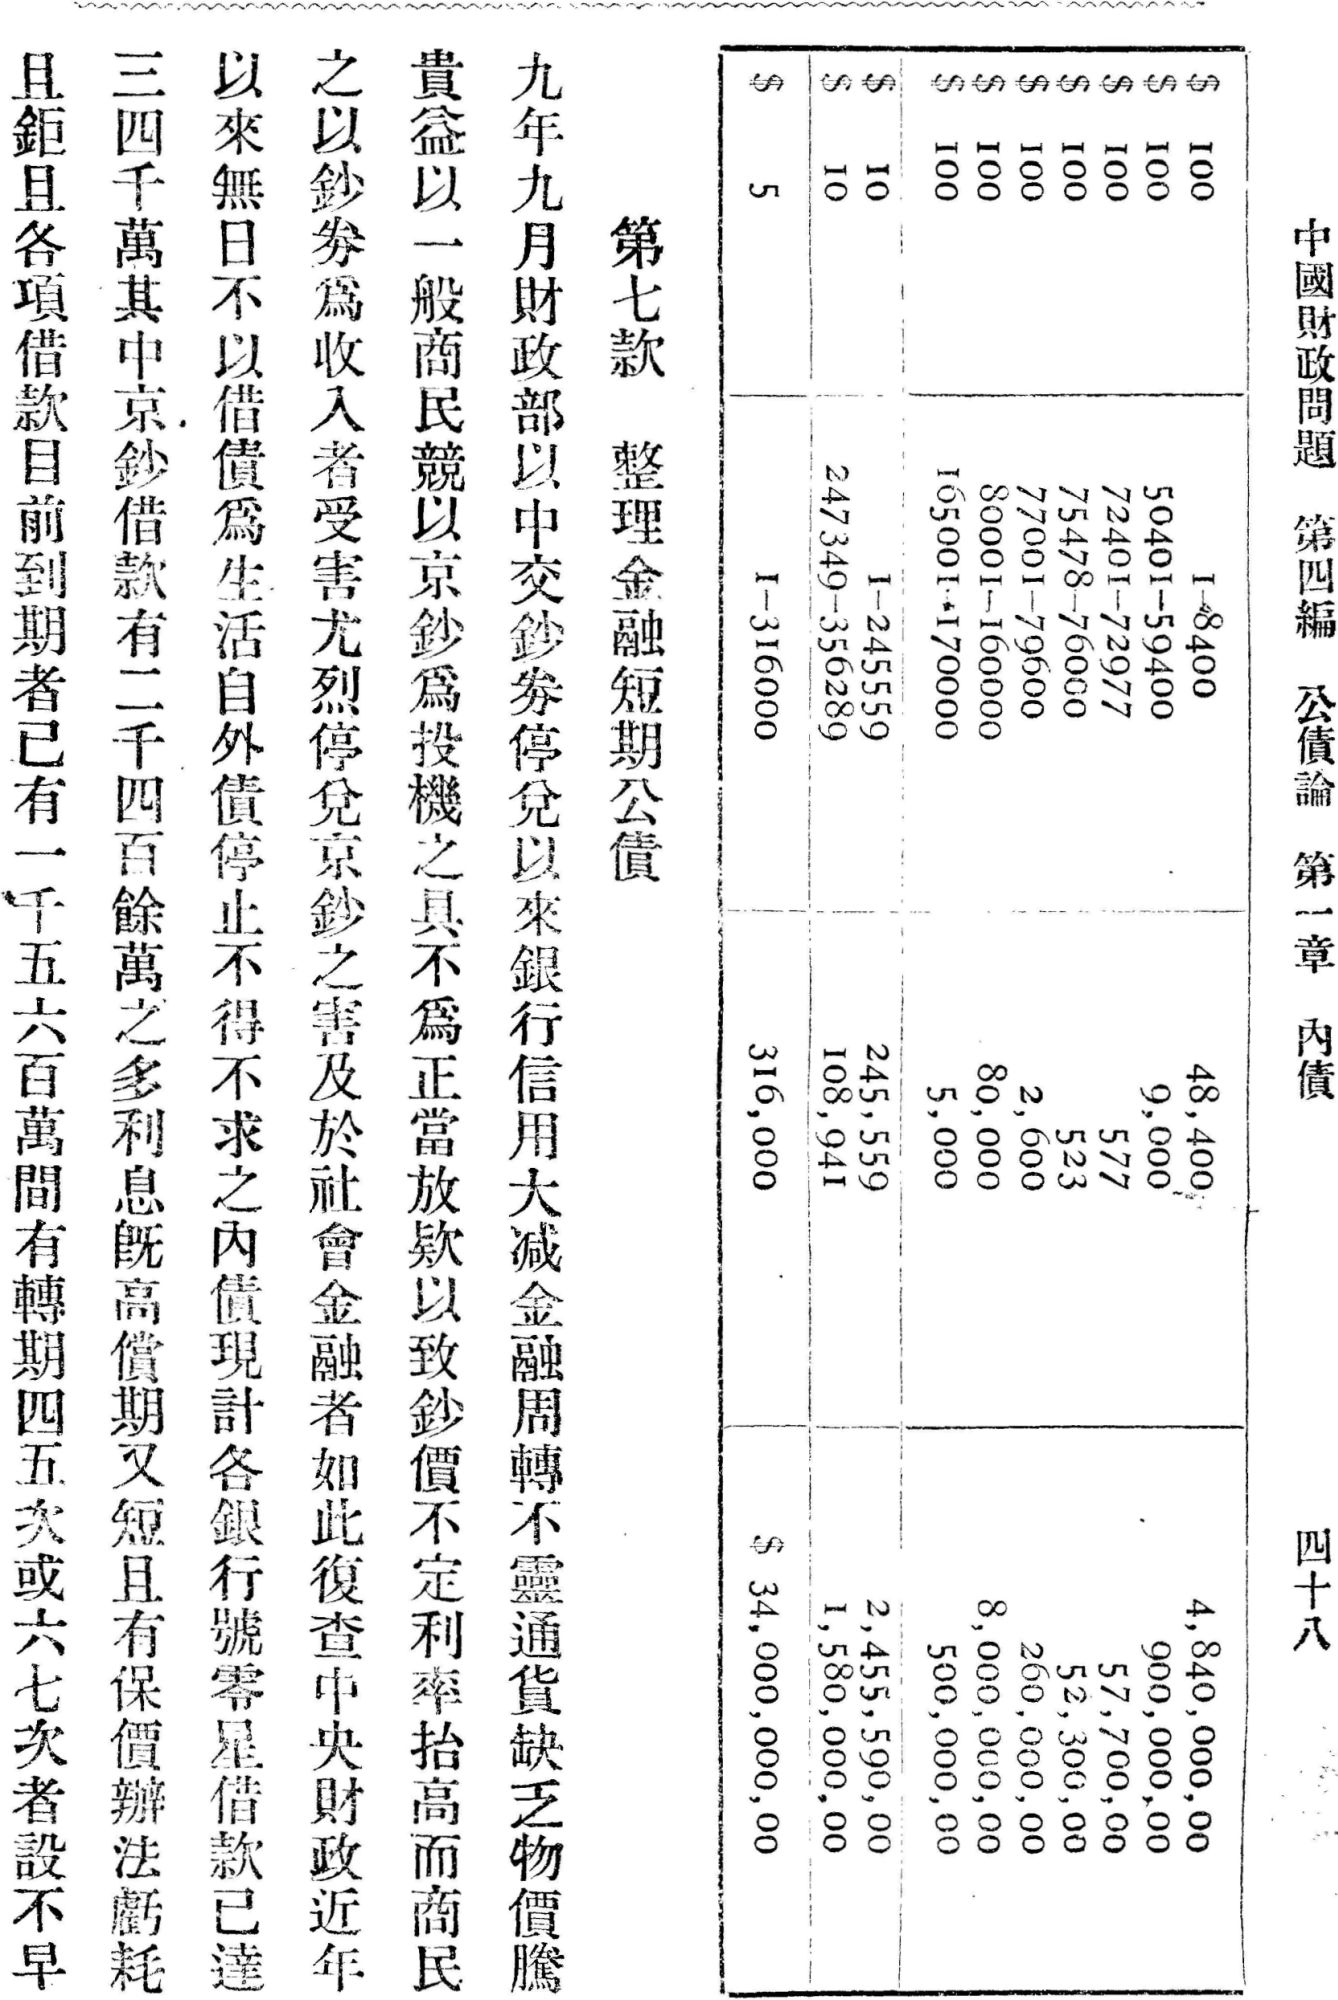 中國財政問題　第四編　公債論　第一章　內債　四十八
$ 100　1—8400　48,400　4,840,000,00
$ 100　50401—59400　9,000　900,000,00
$ 100　72401—72977　577　57,700,00
$ 100　75478—76000　523　52,300,00
$ 100　77001—79600　2,600　260,000,00
$ 100　80001—160000　80,000　8,000,000,00
$ 100　165001—170000　5,000　500,000,00
$ 10　1—245559　245,559　2,455,590,00
$ 10　247349—356289　108,941　1,580,000,00
$ 5　1—316000　316,000　$ 34,000,000,00
第七款　整理金融短期公債
九年九月財政部以中交鈔券停兌以來銀行信用大減金融周轉不靈通貨缺乏物價騰
貴益以一般商民競以京鈔爲投機之具不爲正當放欵以致鈔價不定利率抬高而商民
之以鈔券爲收入者受害尤烈停兌京鈔之害及於社會金融者如此復查中央財政近年
以來無日不以借債爲生活自外債停止不得不求之內債現計各銀行號零星借款已達
三四千萬其中京鈔借款有二千四百餘萬之多利息旣高償期又短且有保價辦法虧耗
且鉅且各項借款目前到期者已有一千五六百萬間有轉期四五次或六七次者設不早